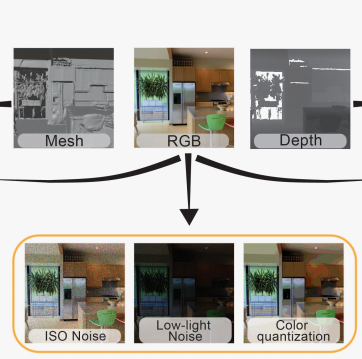 Mesh
RGB
Depth
ISO Noise
Low-light
Noise
Color
quantization